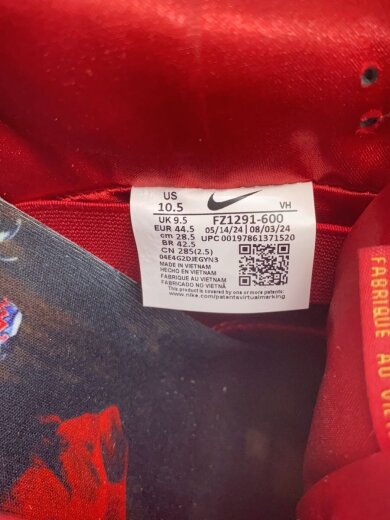 US
10.5
VH
UK 9.5
FZ1291-600
EUR 44.5
05/14/24 | 08/03/24
cm 28.5
UPC 00197861371520
BR 42.5
CN 285(2.5)
04E4G2DJEGYN3
MADE IN VIETNAM
HECHO EN VIETNAM
FABRIQUE AU VIETNAM
FABRICADO NO VIETNÃ
This product is covered by one or more patents:
www.nike.com/patentsvirtualmarking
FABRIQUE AU VI